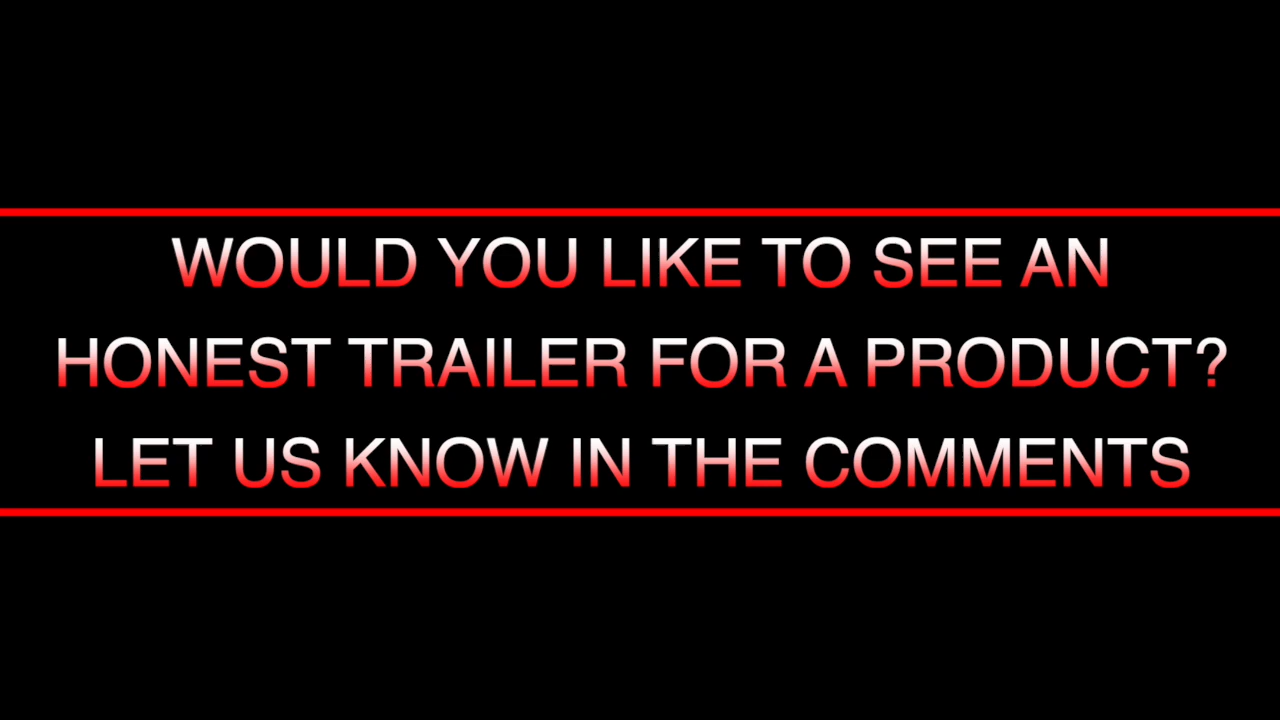 WOULD YOU LIKE TO SEE AN
HONEST TRAILER FOR A PRODUCT?
LET US KNOW IN THE COMMENTS